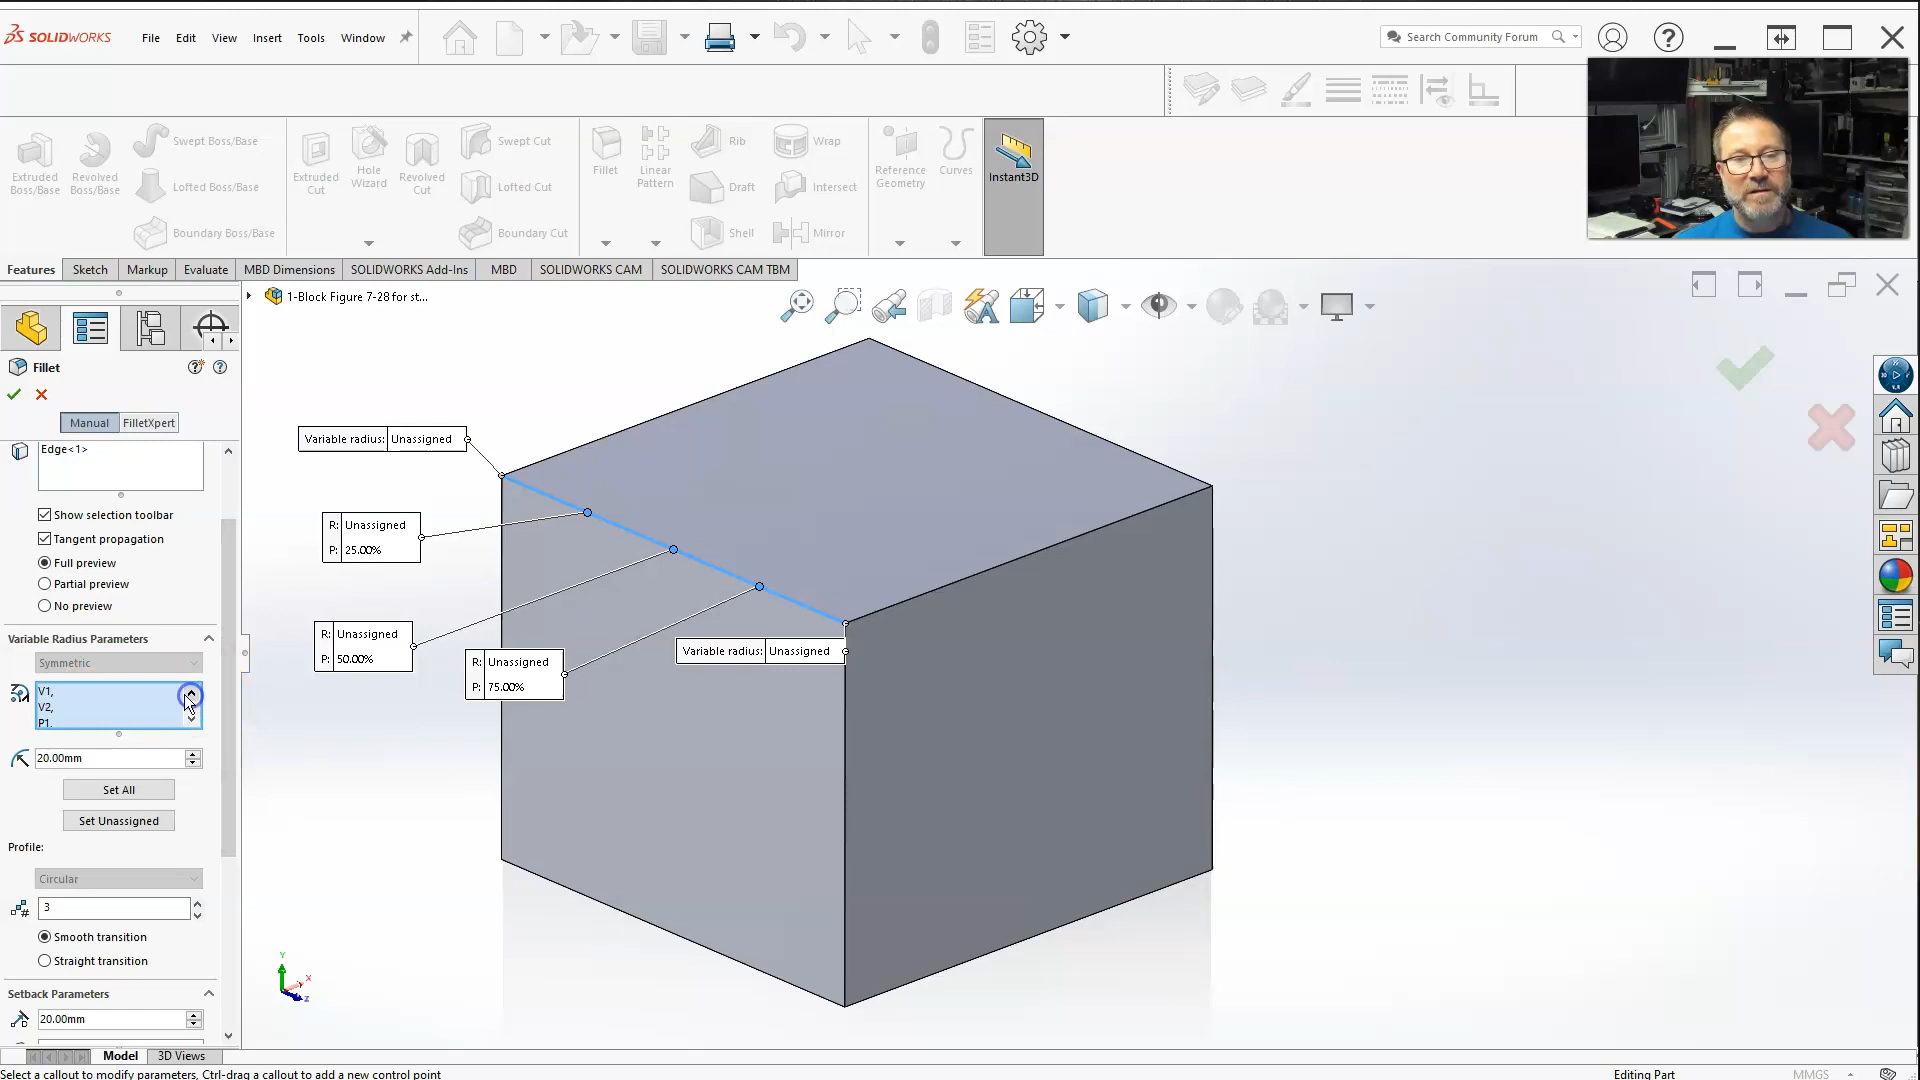 SOLIDWORKS
File Edit View Insert Tools Window
Search Community Forum
Extruded Boss/Base
Revolved Boss/Base
Swept Boss/Base
Lofted Boss/Base
Boundary Boss/Base
Extruded Cut
Hole Wizard
Revolved Cut
Swept Cut
Lofted Cut
Boundary Cut
Fillet
Linear Pattern
Rib
Draft
Shell
Wrap
Intersect
Mirror
Reference Geometry
Curves
Instant3D
Features Sketch Markup Evaluate MBD Dimensions SOLIDWORKS Add-Ins MBD SOLIDWORKS CAM SOLIDWORKS CAM TBM
1-Block Figure 7-28 for st...
Fillet
Manual FilletXpert
Edge<1>
Show selection toolbar
Tangent propagation
Full preview
Partial preview
No preview
Variable Radius Parameters
Symmetric
V1,
V2,
P1,
20.00mm
Set All
Set Unassigned
Profile:
Circular
3
Smooth transition
Straight transition
Setback Parameters
20.00mm
Variable radius: Unassigned
R: Unassigned
P: 25.00%
R: Unassigned
P: 50.00%
R: Unassigned
P: 75.00%
Variable radius: Unassigned
Y
X
Z
Model 3D Views
Select a callout to modify parameters, Ctrl-drag a callout to add a new control point
Editing Part
MMGS